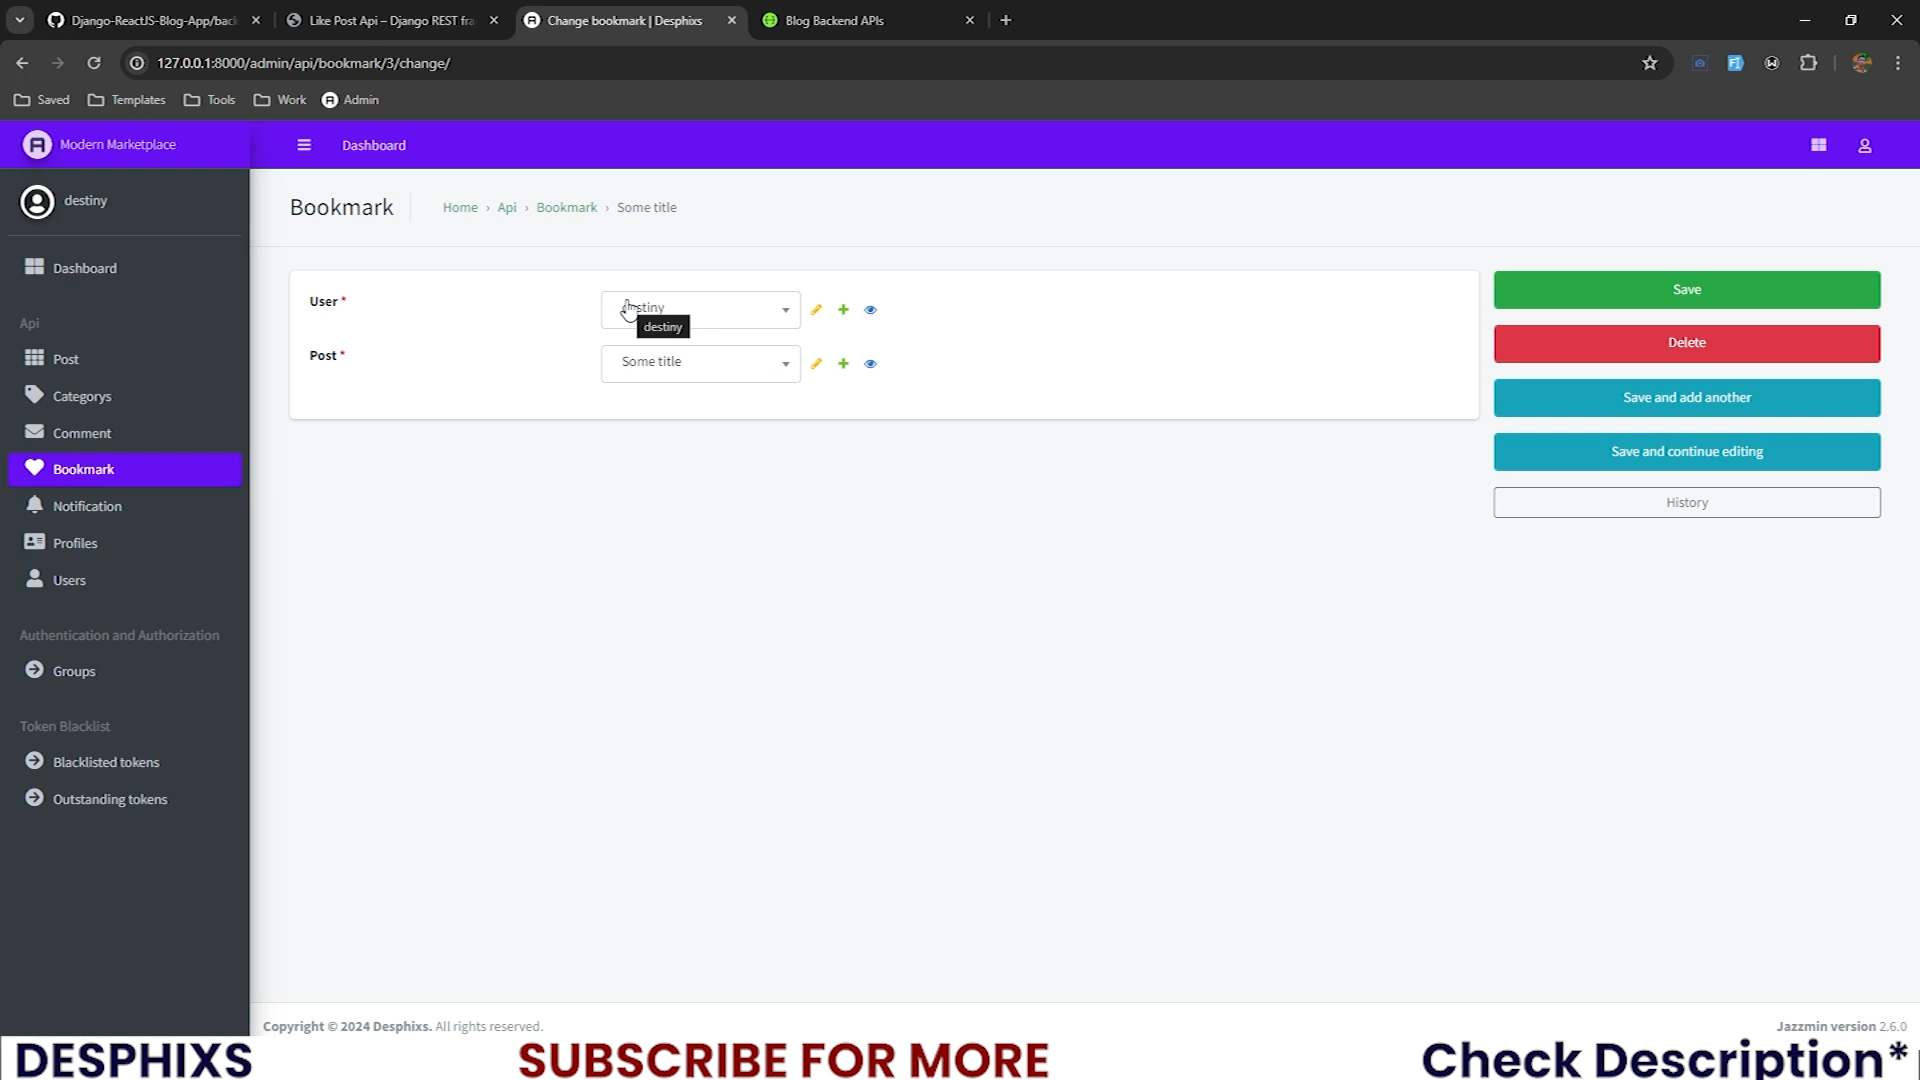 Django-ReactJS-Blog-App/back
Like Post Api – Django REST fra
Change bookmark | Desphixs
Blog Backend APIs
127.0.0.1:8000/admin/api/bookmark/3/change/
Saved
Templates
Tools
Work
Admin
Modern Marketplace
Dashboard
destiny
Dashboard
Api
Post
Categorys
Comment
Bookmark
Notification
Profiles
Users
Authentication and Authorization
Groups
Token Blacklist
Blacklisted tokens
Outstanding tokens
Bookmark
Home › Api › Bookmark › Some title
User *
destiny
destiny
Post *
Some title
Save
Delete
Save and add another
Save and continue editing
History
Copyright © 2024 Desphixs. All rights reserved.
Jazzmin version 2.6.0
DESPHIXS
SUBSCRIBE FOR MORE
Check Description*